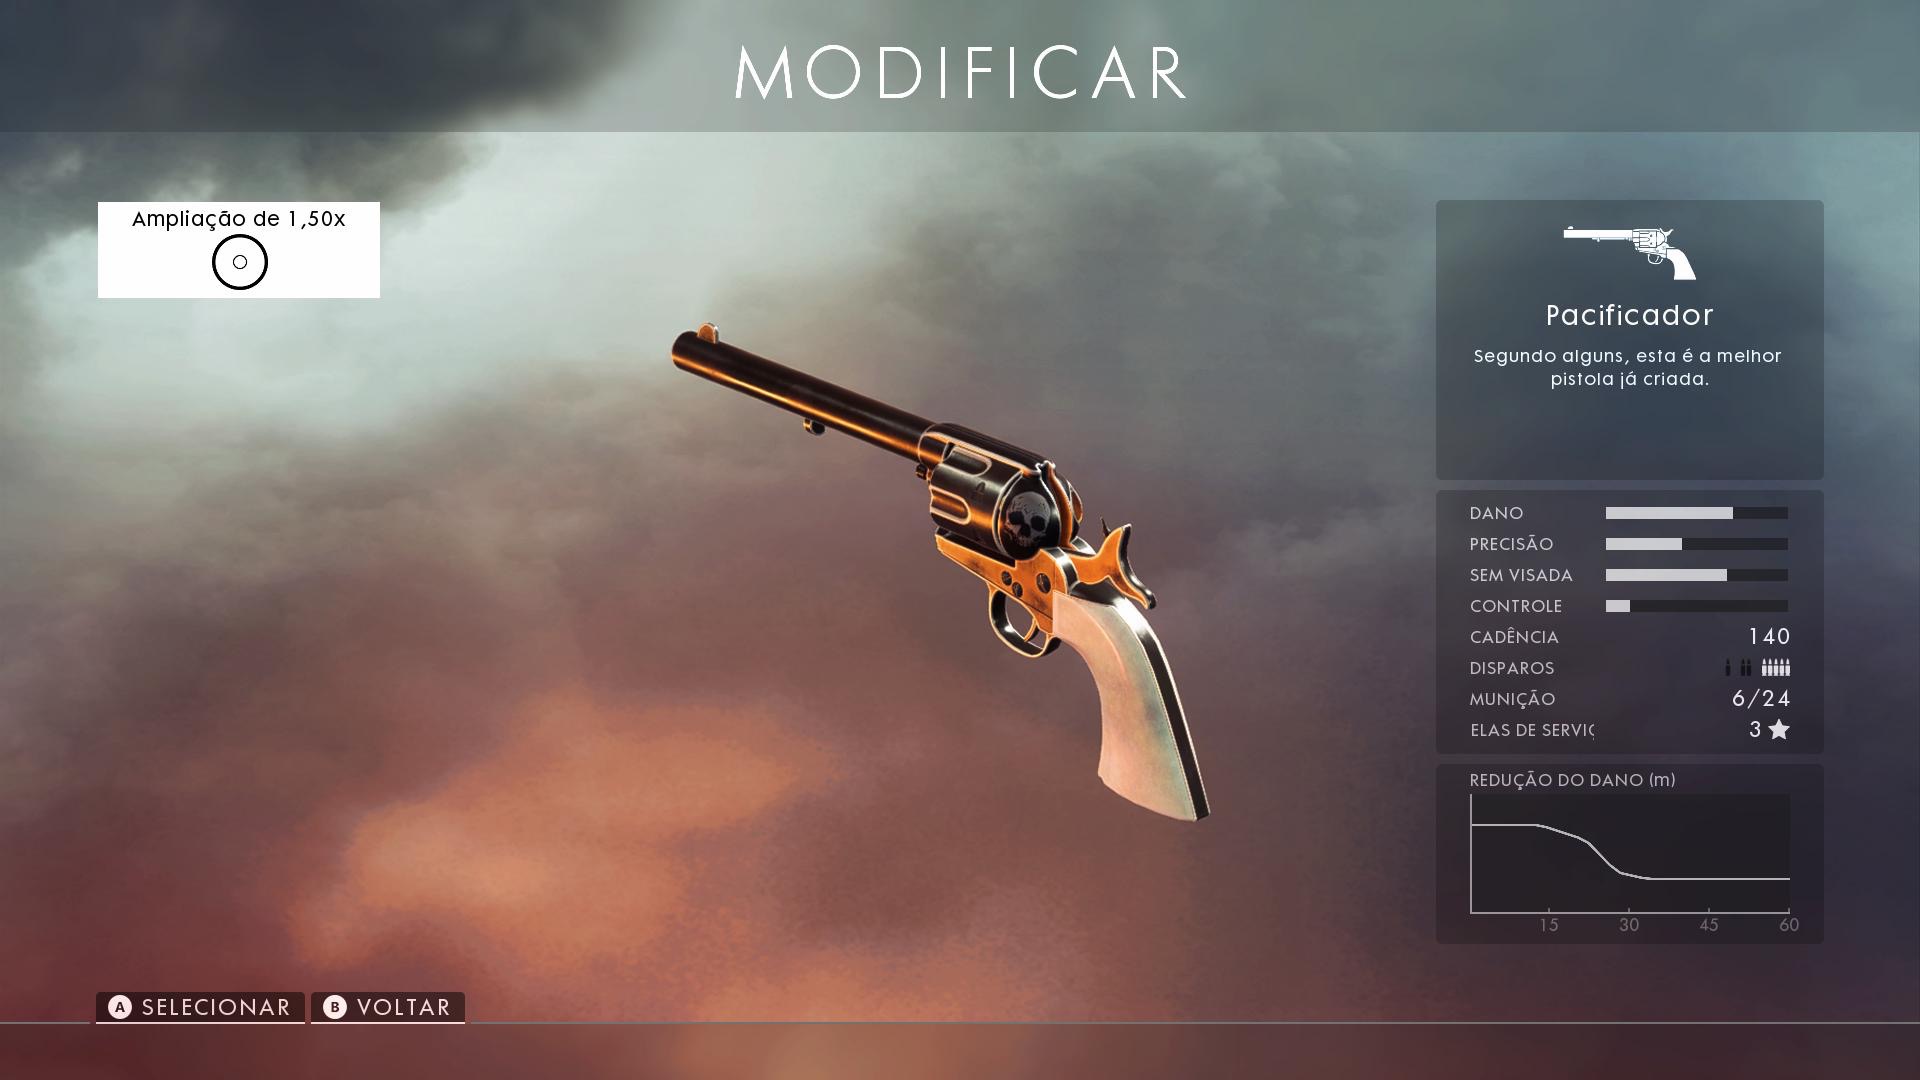 MODIFICAR
Ampliação de 1,50x
Pacificador
Segundo alguns, esta é a melhor
pistola já criada.
DANO
PRECISÃO
SEM VISADA
CONTROLE
CADÊNCIA 140
DISPAROS
MUNIÇÃO 6/24
ELAS DE SERVIÇ 3
REDUÇÃO DO DANO (m)
15 30 45 60
A SELECIONAR B VOLTAR